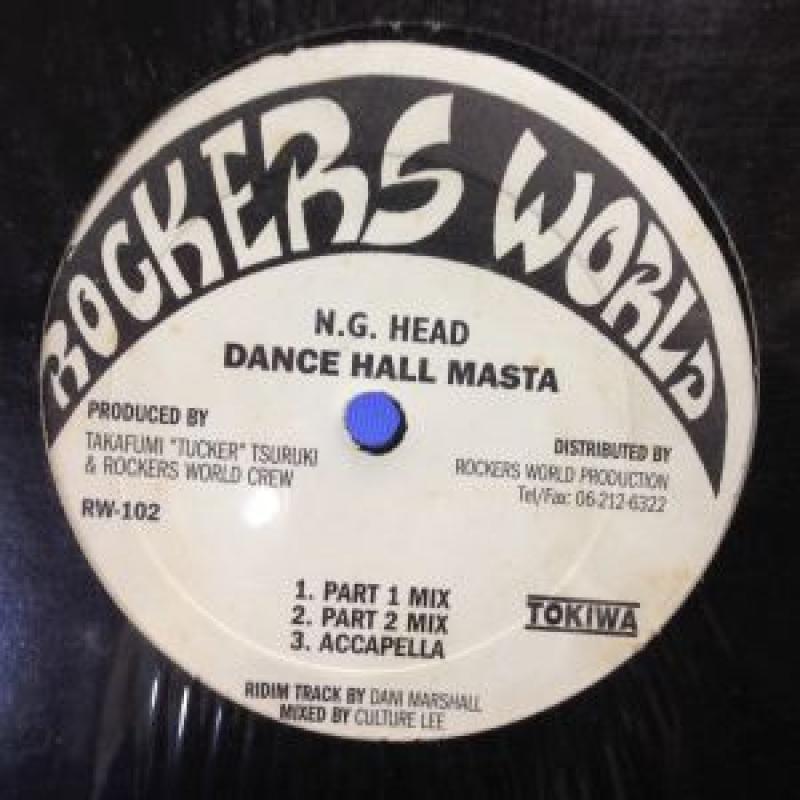 ROCKERS WORLD
N.G. HEAD
DANCE HALL MASTA
PRODUCED BY
TAKAFUMI "TUCKER" TSURUKI
& ROCKERS WORLD CREW
RW-102
DISTRIBUTED BY
ROCKERS WORLD PRODUCTION
Tel/Fax: 06-212-6322
1. PART 1 MIX
2. PART 2 MIX
3. ACCAPELLA
TOKIWA
RIDIM TRACK BY DANI MARSHALL
MIXED BY CULTURE LEE